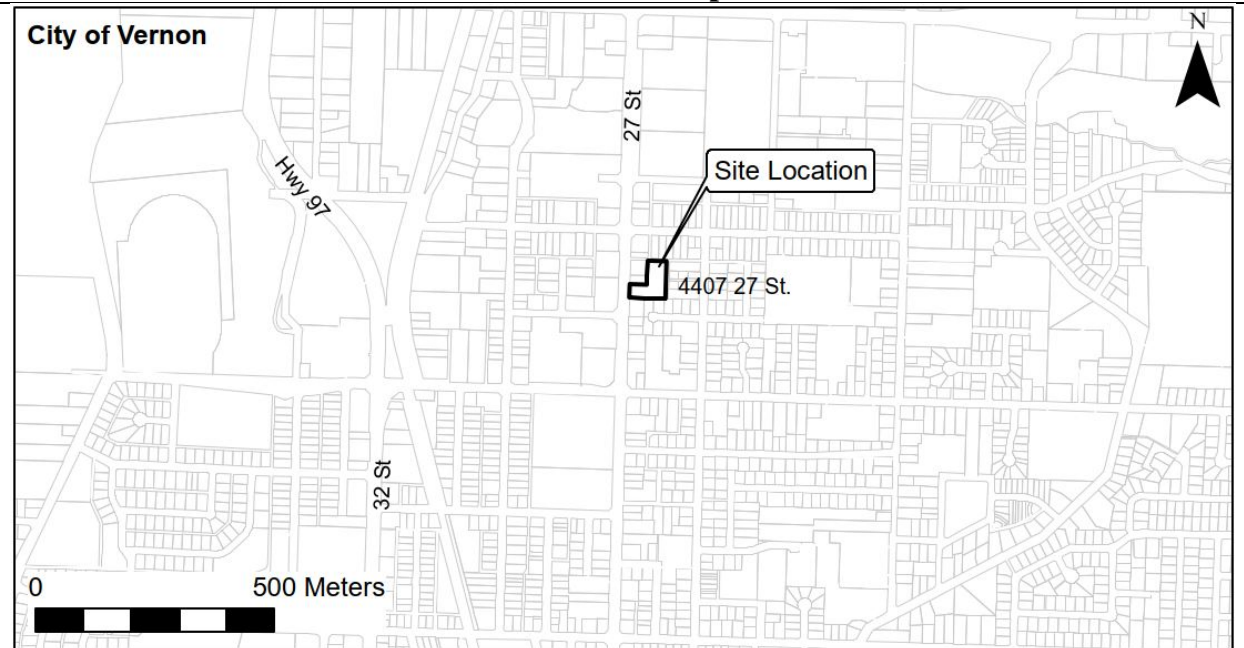 City of Vernon
N
27 St
Site Location
Hwy 97
4407 27 St.
32 St
0 500 Meters